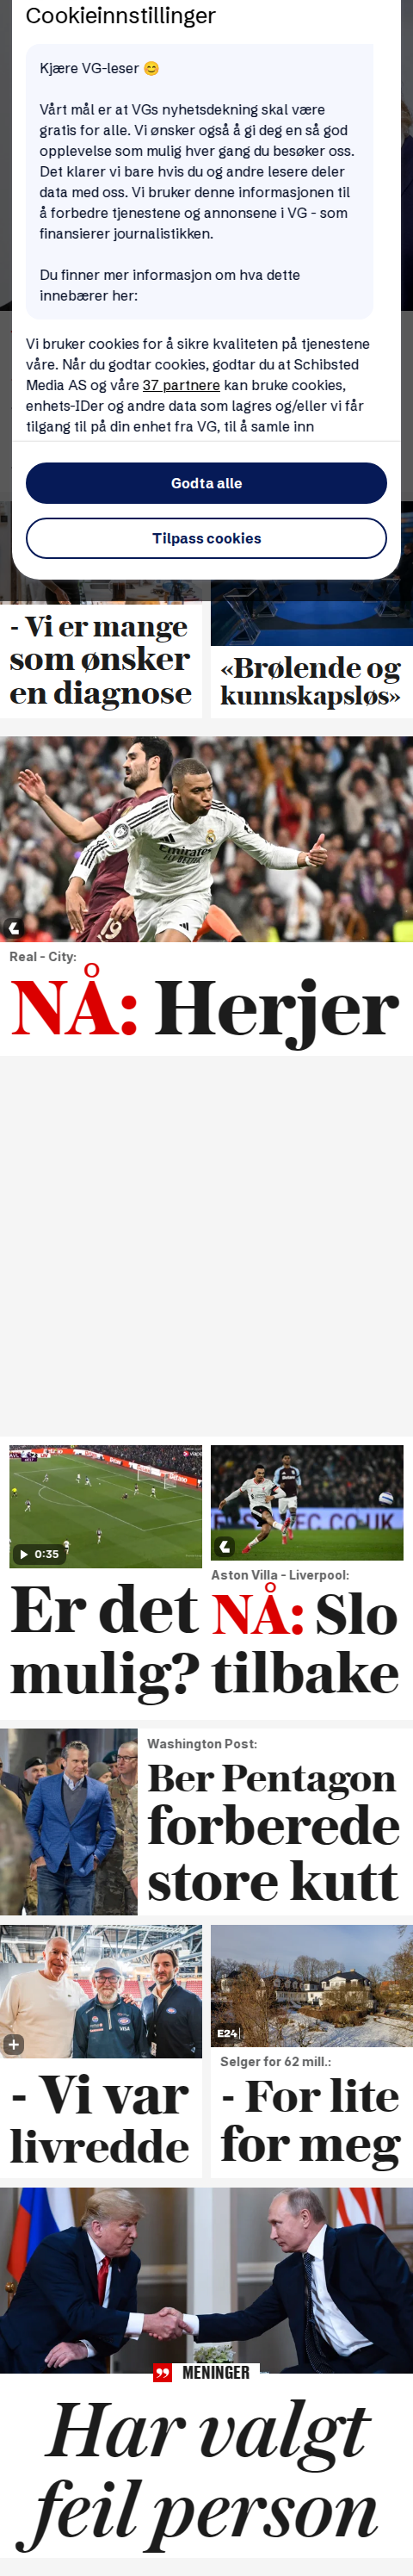 Cookieinnstillinger
Kjære VG-leser 😊
Vårt mål er at VGs nyhetsdekning skal være
gratis for alle. Vi ønsker også å gi deg en så god
opplevelse som mulig hver gang du besøker oss.
Det klarer vi bare hvis du og andre lesere deler
data med oss. Vi bruker denne informasjonen til
å forbedre tjenestene og annonsene i VG - som
finansierer journalistikken.
Du finner mer informasjon om hva dette
innebærer her:
Vi bruker cookies for å sikre kvaliteten på tjenestene
våre. Når du godtar cookies, godtar du at Schibsted
Media AS og våre 37 partnere kan bruke cookies,
enhets-IDer og andre data som lagres og/eller vi får
tilgang til på din enhet fra VG, til å samle inn
Godta alle
Tilpass cookies
- Vi er mange
som ønsker
en diagnose
«Brølende og
kunnskapsløs»
Emirates
FLY BETTER
19
Real - City:
NÅ: Herjer
0:35
Er det
mulig?
Aston Villa - Liverpool:
NÅ: Slo
tilbake
Washington Post:
Ber Pentagon
forberede
store kutt
VISA
- Vi var
livredde
E24
Selger for 62 mill.:
- For lite
for meg
MENINGER
Har valgt
feil person